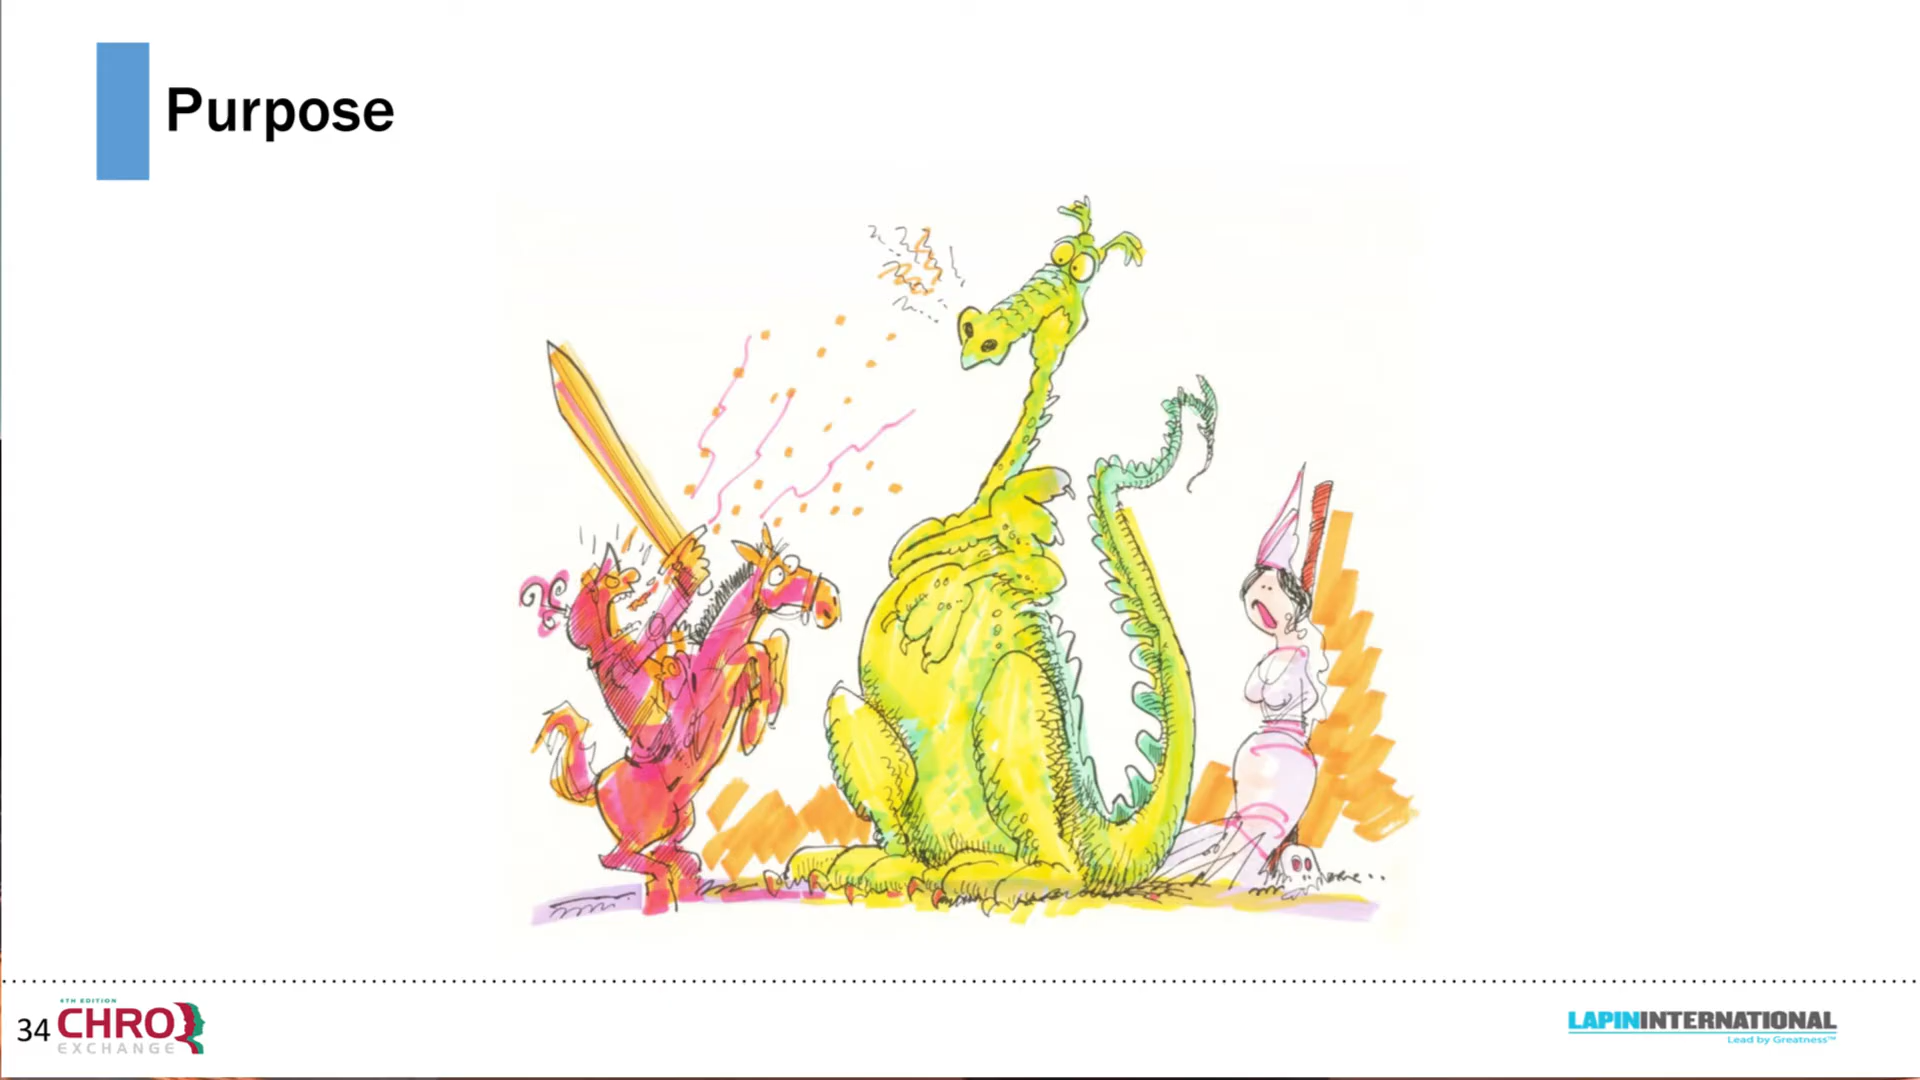 Purpose
34
4TH EDITION
CHRO
EXCHANGE
LAPININTERNATIONAL
Lead by Greatness™